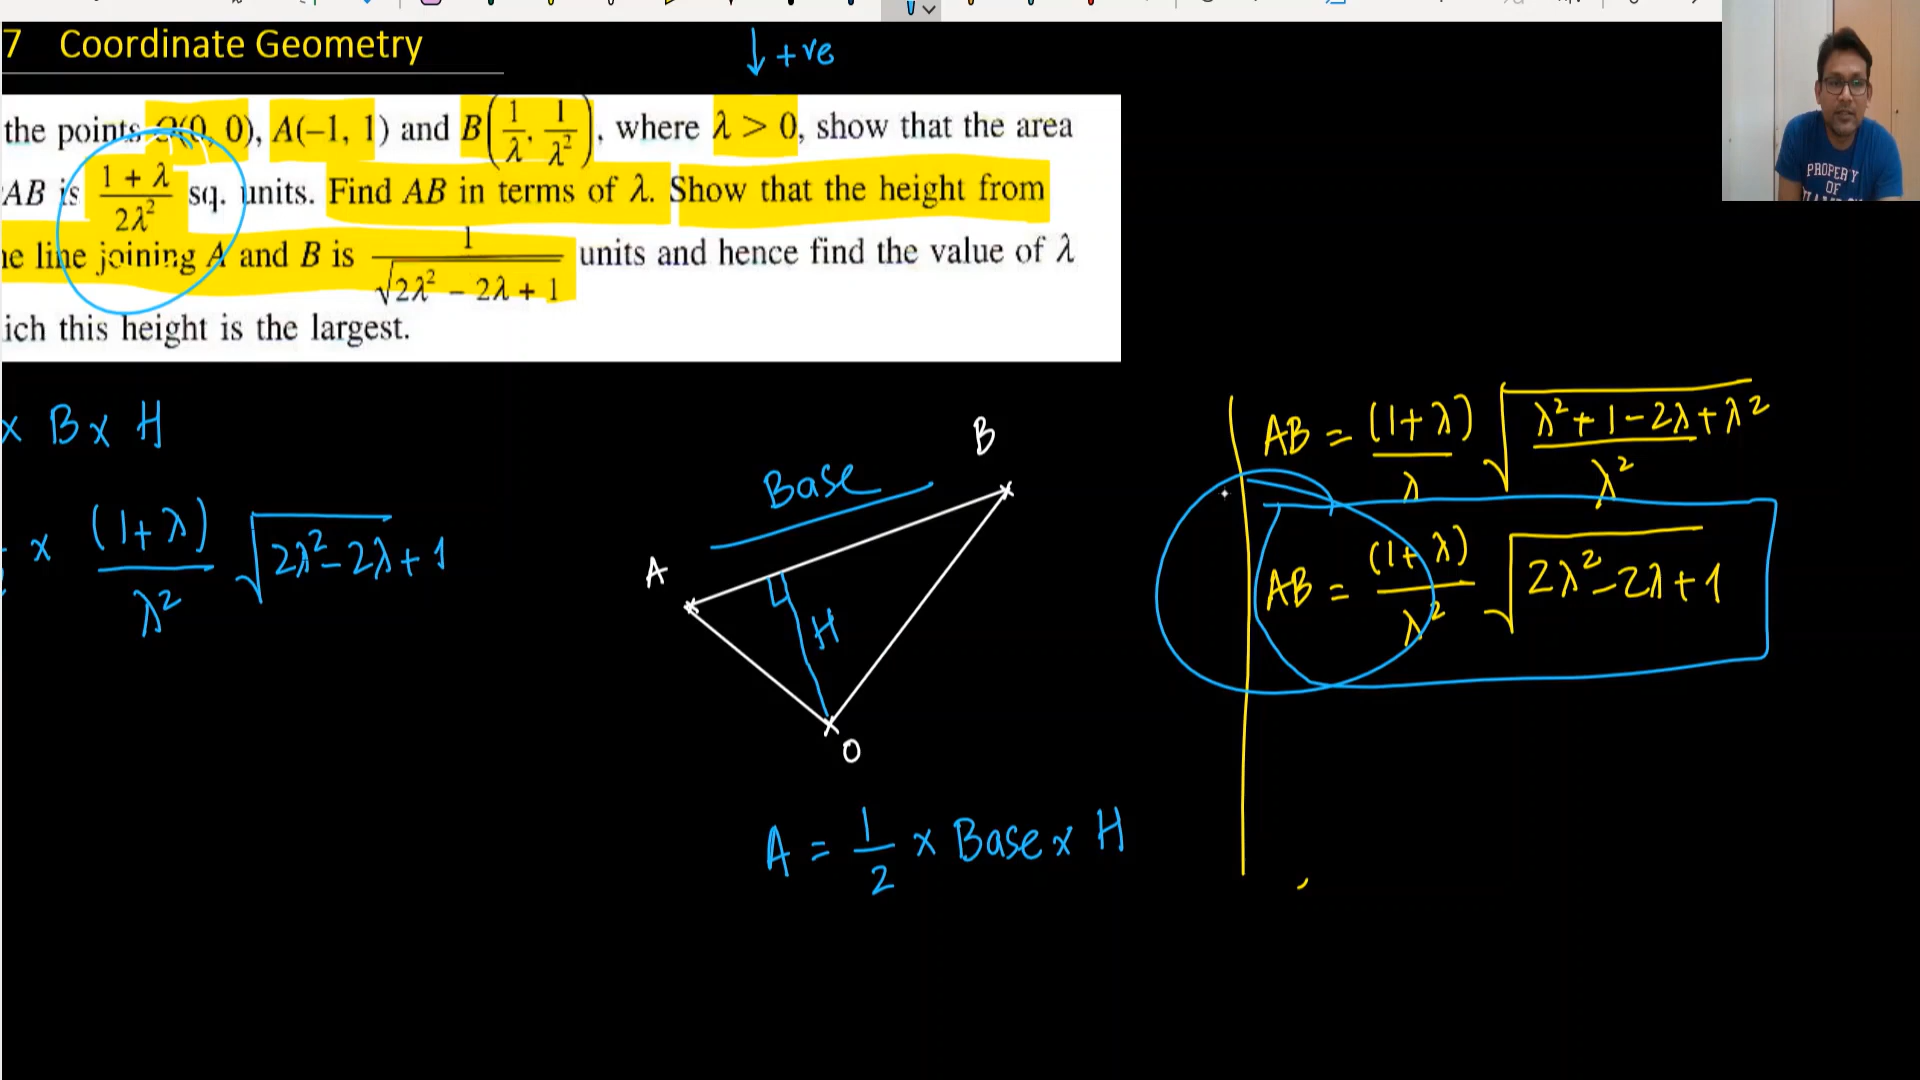 7 Coordinate Geometry
↓ +ve
the points O(0, 0), A(−1, 1) and B(1/λ, 1/λ²), where λ > 0, show that the area
AB is (1 + λ)/(2λ²) sq. units. Find AB in terms of λ. Show that the height from
ne line joining A and B is 1/√(2λ² − 2λ + 1) units and hence find the value of λ
ich this height is the largest.
× B × H
× (1+λ)/λ² √(2λ²−2λ+1)
B
Base
A
H
O
A = 1/2 × Base × H
AB = (1+λ)/λ √((λ²+1−2λ+λ²)/λ²)
AB = (1+λ)/λ² √(2λ²−2λ+1)
PROPERTY
OF